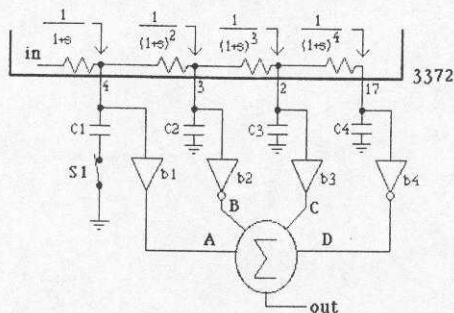 1 / 1+s
1 / (1+s)^2
1 / (1+s)^3
1 / (1+s)^4
in
3372
4
3
2
17
C1
C2
C3
C4
S1
b1
b2
b3
b4
B
C
A
D
Σ
out